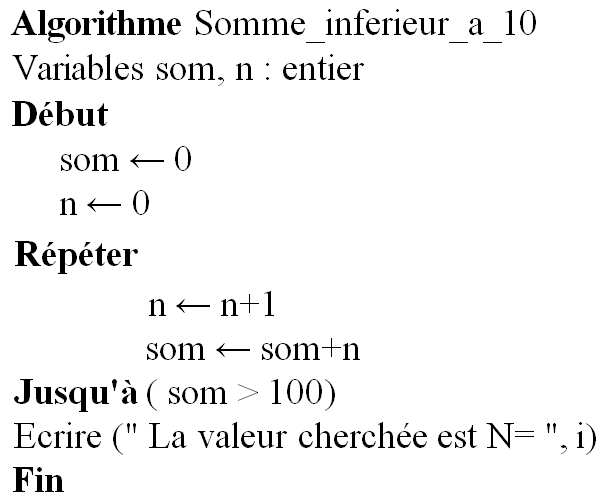 Algorithme Somme_inferieur_a_10
Variables som, n : entier
Début
som ← 0
n ← 0
Répéter
n ← n+1
som ← som+n
Jusqu'à ( som > 100)
Ecrire (" La valeur cherchée est N= ", i)
Fin